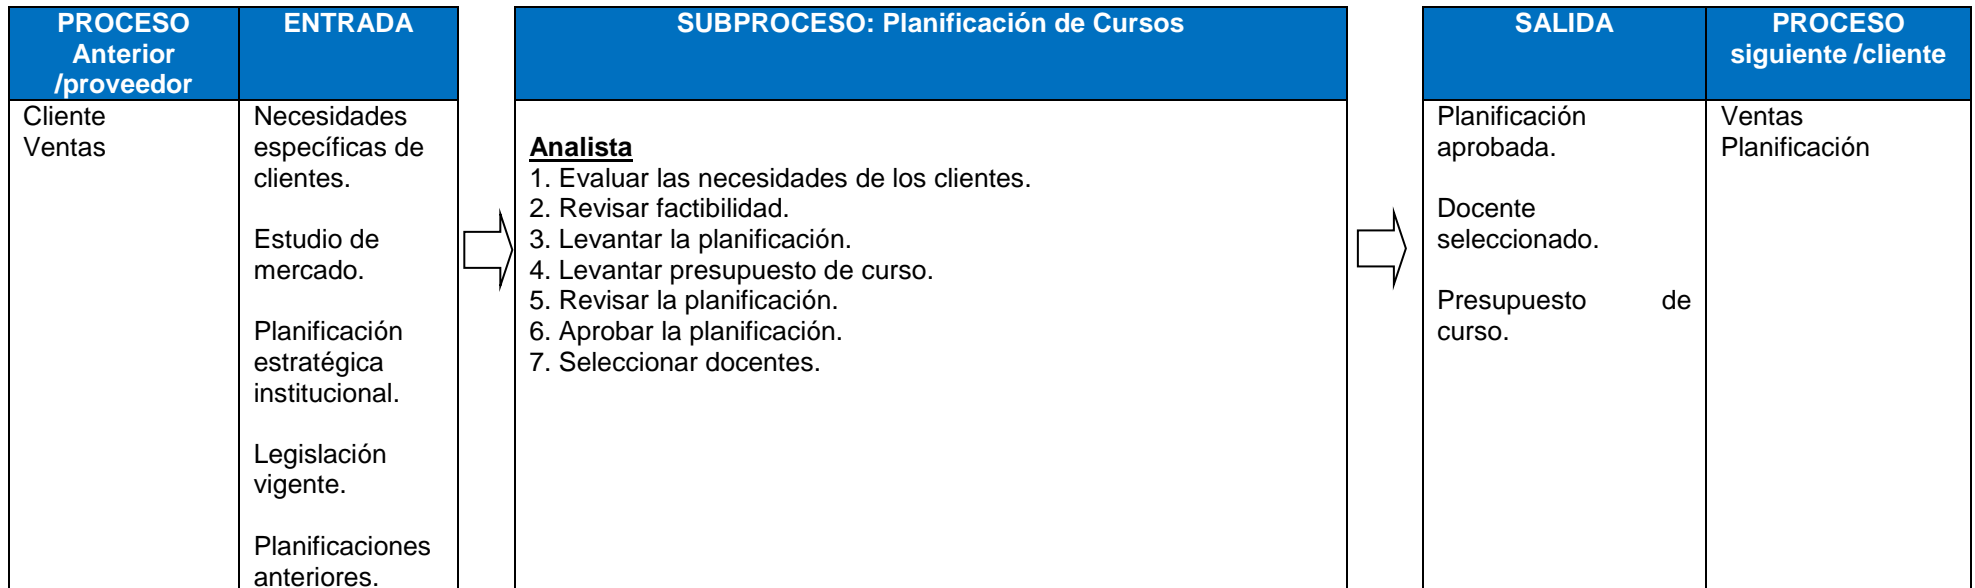 PROCESO
Anterior
/proveedor
ENTRADA
SUBPROCESO: Planificación de Cursos
SALIDA
PROCESO
siguiente /cliente
Cliente
Ventas
Necesidades
específicas de
clientes.
Estudio de
mercado.
Planificación
estratégica
institucional.
Legislación
vigente.
Planificaciones
anteriores.
Analista
1. Evaluar las necesidades de los clientes.
2. Revisar factibilidad.
3. Levantar la planificación.
4. Levantar presupuesto de curso.
5. Revisar la planificación.
6. Aprobar la planificación.
7. Seleccionar docentes.
Planificación
aprobada.
Docente
seleccionado.
Presupuesto de
curso.
Ventas
Planificación